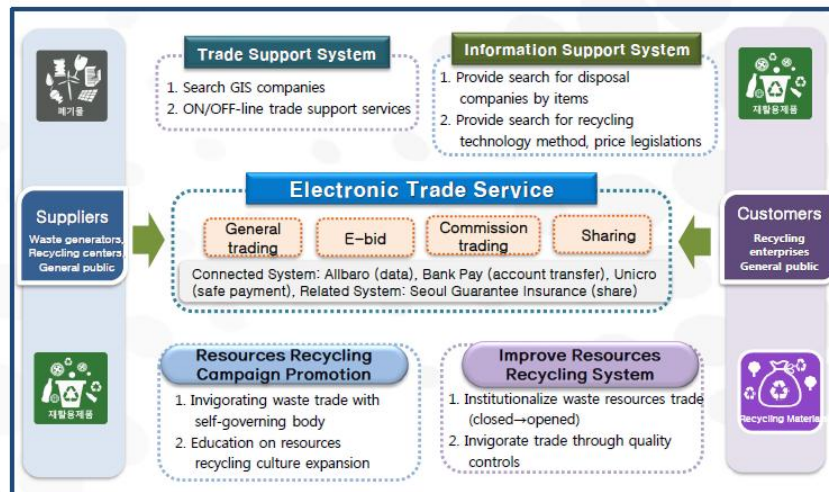 Trade Support System
1. Search GIS companies
2. ON/OFF-line trade support services
Information Support System
1. Provide search for disposal
companies by items
2. Provide search for recycling
technology method, price legislations
폐기물
재활용제품
Suppliers
Waste generators,
Recycling centers,
General public
Electronic Trade Service
General
trading
E-bid
Commission
trading
Sharing
Connected System: Allbaro (data), Bank Pay (account transfer), Unicro
(safe payment), Related System: Seoul Guarantee Insurance (share)
Customers
Recycling
enterprises
General public
재활용제품
Resources Recycling
Campaign Promotion
1. Invigorating waste trade with
self-governing body
2. Education on resources
recycling culture expansion
Improve Resources
Recycling System
1. Institutionalize waste resources trade
(closed→opened)
2. Invigorate trade through quality
controls
Recycling Materials